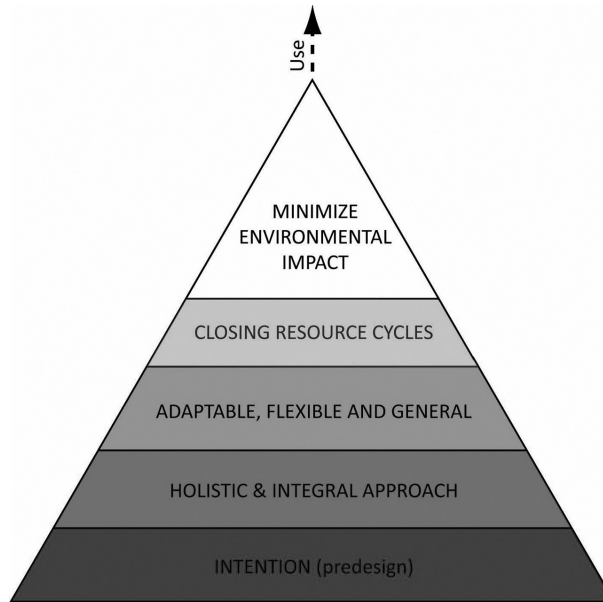 Use
MINIMIZE
ENVIRONMENTAL
IMPACT
CLOSING RESOURCE CYCLES
ADAPTABLE, FLEXIBLE AND GENERAL
HOLISTIC & INTEGRAL APPROACH
INTENTION (predesign)